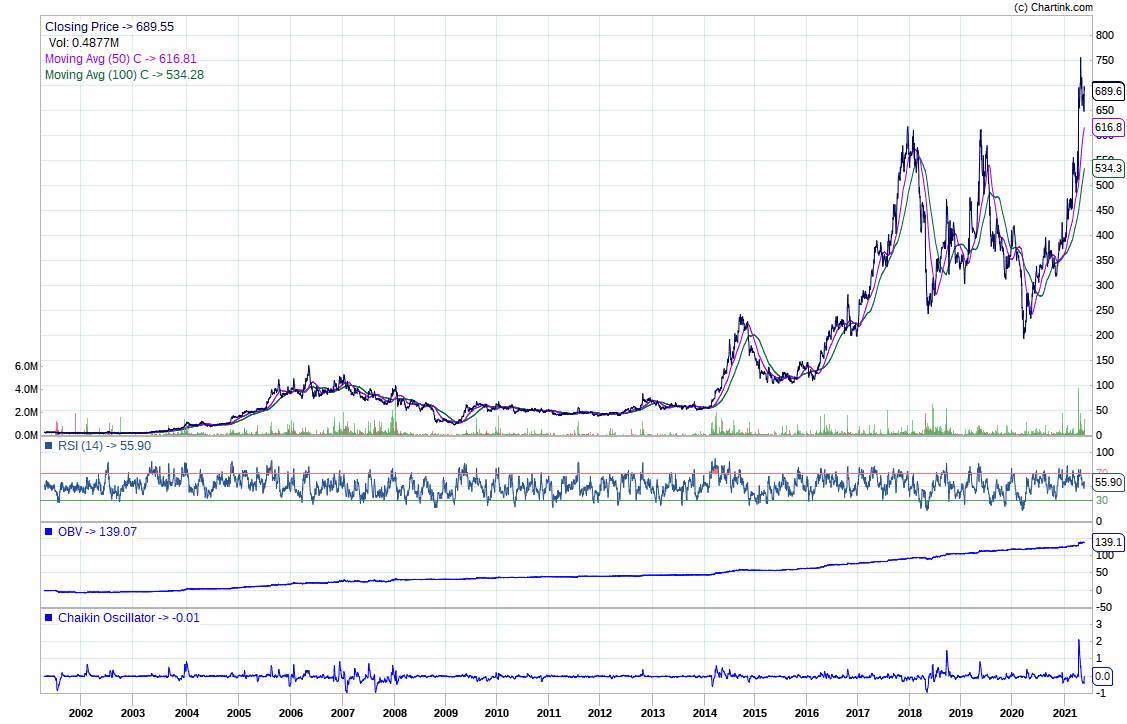 (c) Chartink.com
Closing Price -> 689.55
Vol: 0.4877M
Moving Avg (50) C -> 616.81
Moving Avg (100) C -> 534.28
800
750
689.6
650
616.8
600
550
534.3
500
450
400
350
300
250
200
150
100
50
0
6.0M
4.0M
2.0M
0.0M
RSI (14) -> 55.90
100
70
55.90
30
0
OBV -> 139.07
139.1
100
50
0
-50
Chaikin Oscillator -> -0.01
3
2
1
0.0
-1
2002 2003 2004 2005 2006 2007 2008 2009 2010 2011 2012 2013 2014 2015 2016 2017 2018 2019 2020 2021